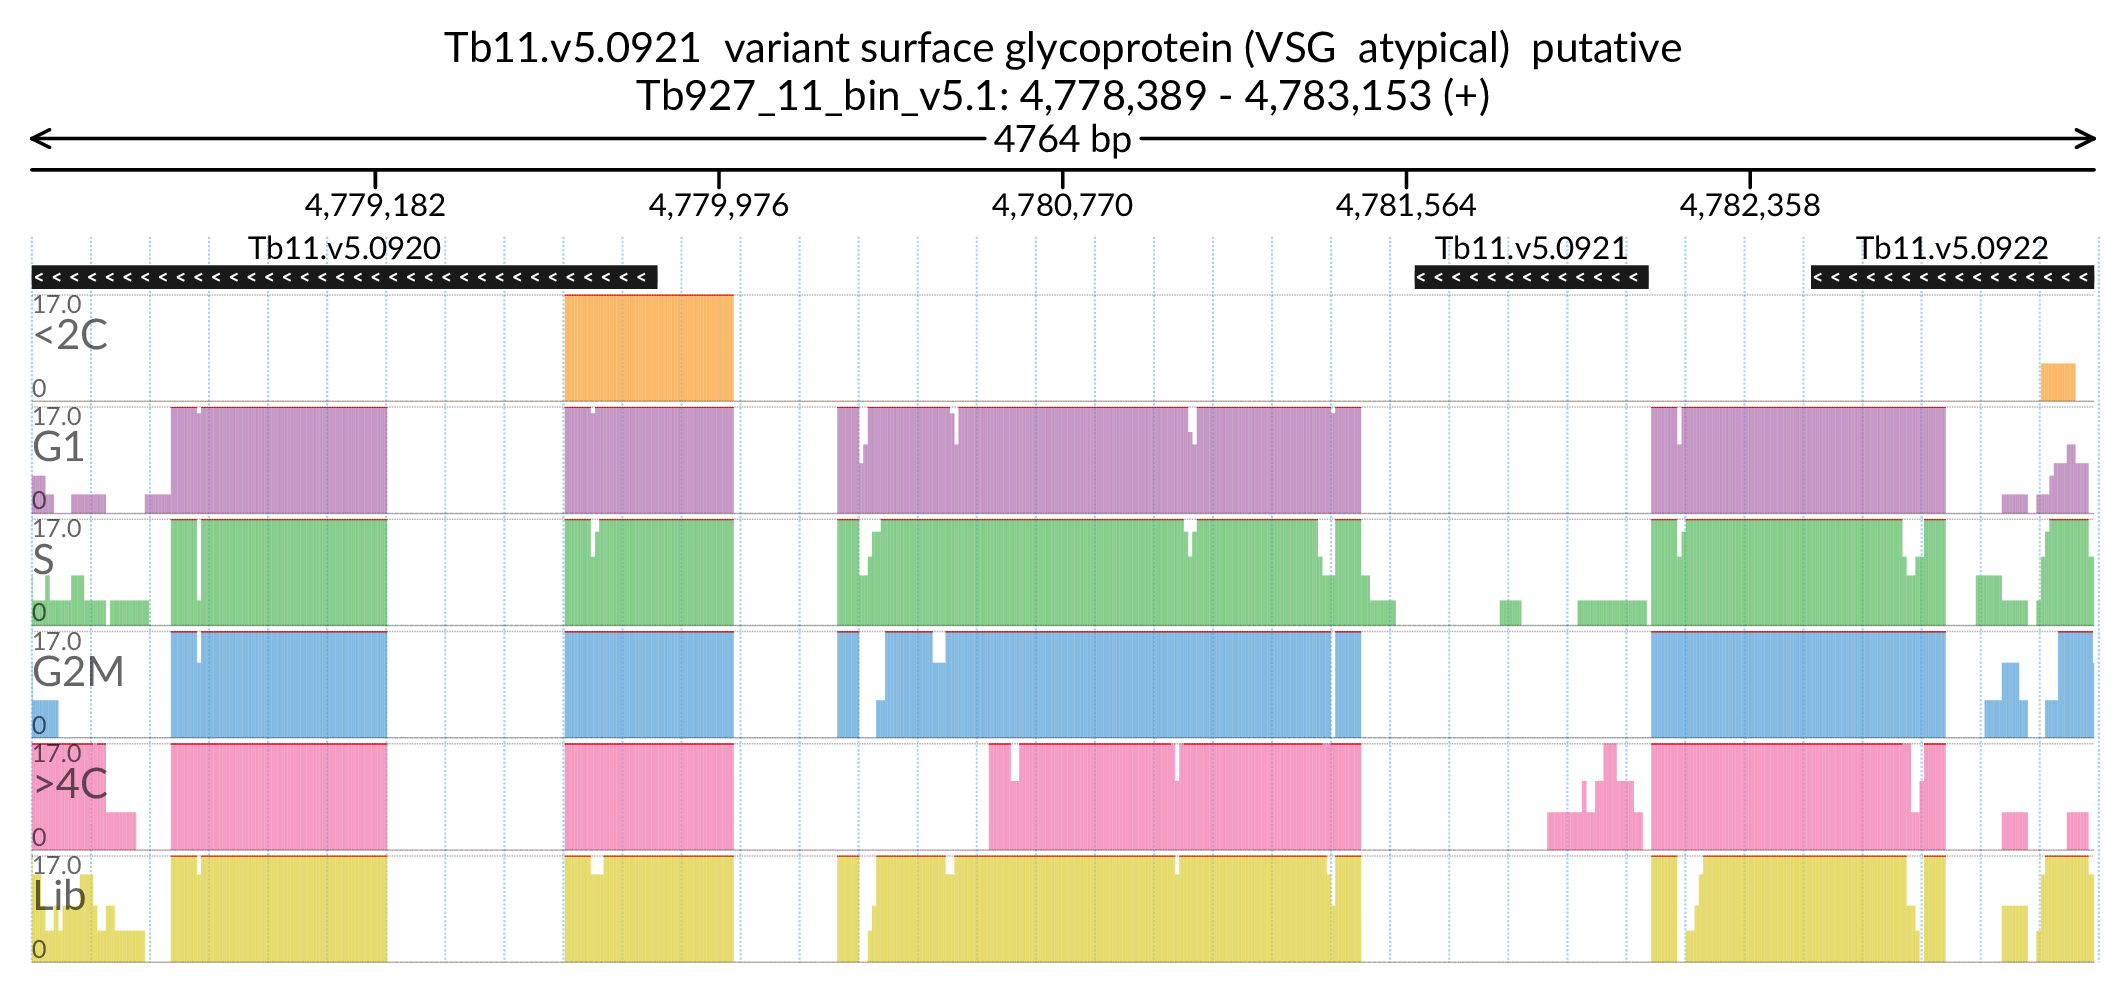 Tb11.v5.0921  variant surface glycoprotein (VSG  atypical)  putative
Tb927_11_bin_v5.1: 4,778,389 - 4,783,153 (+)
4764 bp
4,779,182 4,779,976 4,780,770 4,781,564 4,782,358
Tb11.v5.0920 Tb11.v5.0921 Tb11.v5.0922
17.0
<2C
0
17.0
G1
0
17.0
S
0
17.0
G2M
0
17.0
>4C
0
17.0
Lib
0